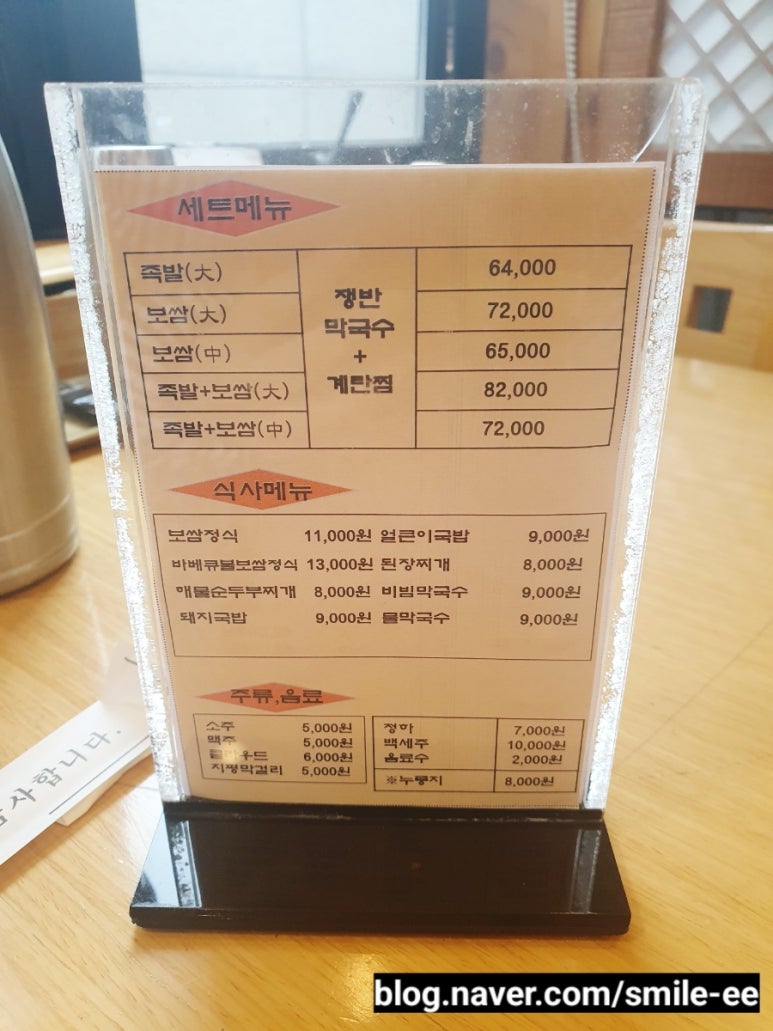 세트메뉴
족발(大) 64,000
보쌈(大) 72,000
쟁반
막국수
+
계란찜
보쌈(中) 65,000
족발+보쌈(大) 82,000
족발+보쌈(中) 72,000
식사메뉴
보쌈정식 11,000원 얼큰이국밥 9,000원
바베큐불보쌈정식 13,000원 된장찌개 8,000원
해물순두부찌개 8,000원 비빔막국수 9,000원
돼지국밥 9,000원 물막국수 9,000원
주류,음료
소주 5,000원
맥주 5,000원
클라우드 6,000원
지평막걸리 5,000원
청하 7,000원
백세주 10,000원
음료수 2,000원
※누룽지 8,000원
사합니다.
blog.naver.com/smile-ee